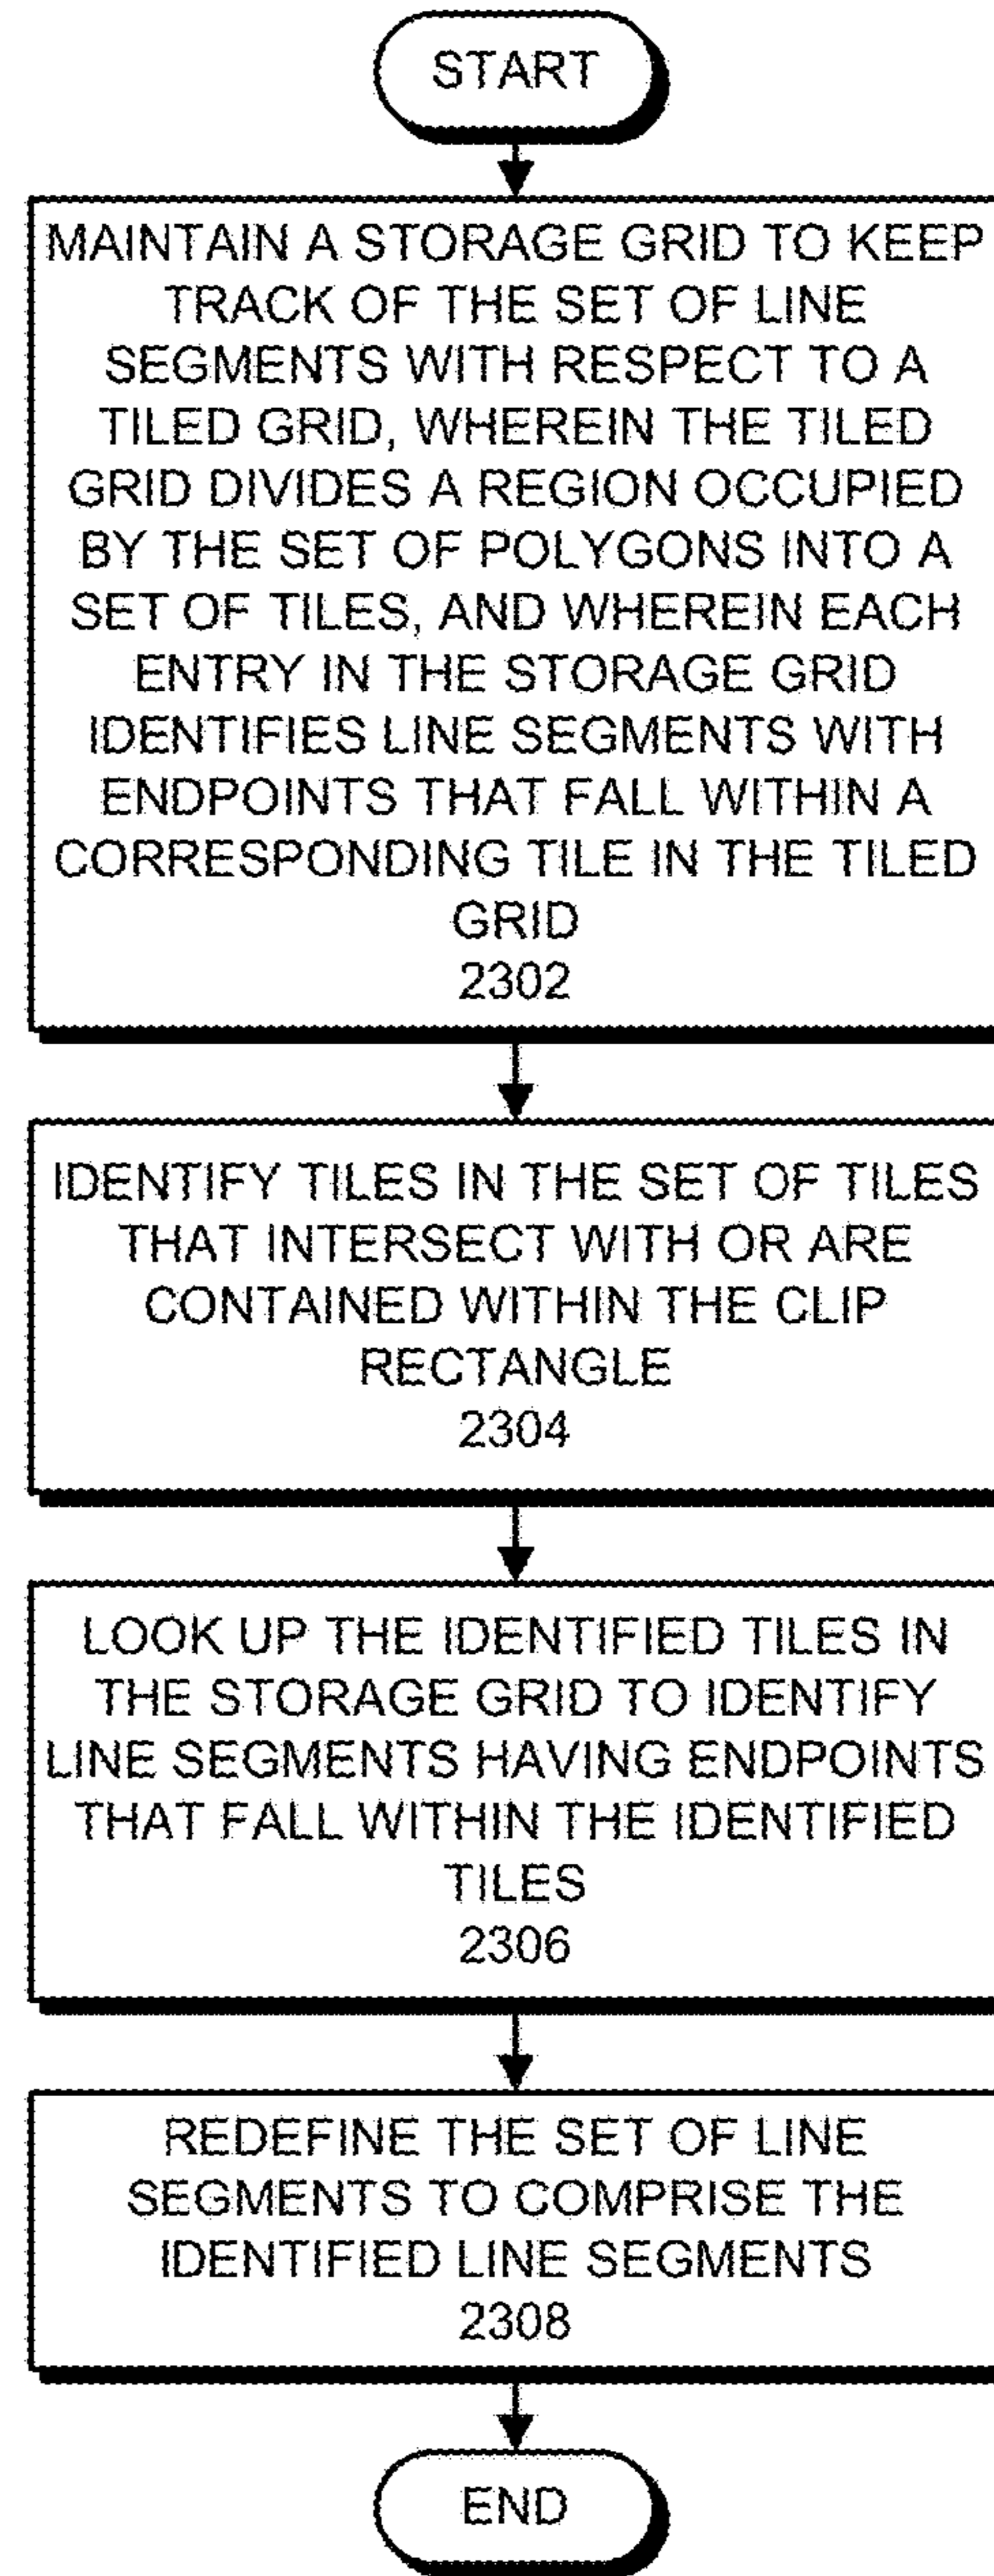 START
MAINTAIN A STORAGE GRID TO KEEP
TRACK OF THE SET OF LINE
SEGMENTS WITH RESPECT TO A
TILED GRID, WHEREIN THE TILED
GRID DIVIDES A REGION OCCUPIED
BY THE SET OF POLYGONS INTO A
SET OF TILES, AND WHEREIN EACH
ENTRY IN THE STORAGE GRID
IDENTIFIES LINE SEGMENTS WITH
ENDPOINTS THAT FALL WITHIN A
CORRESPONDING TILE IN THE TILED
GRID
2302
IDENTIFY TILES IN THE SET OF TILES
THAT INTERSECT WITH OR ARE
CONTAINED WITHIN THE CLIP
RECTANGLE
2304
LOOK UP THE IDENTIFIED TILES IN
THE STORAGE GRID TO IDENTIFY
LINE SEGMENTS HAVING ENDPOINTS
THAT FALL WITHIN THE IDENTIFIED
TILES
2306
REDEFINE THE SET OF LINE
SEGMENTS TO COMPRISE THE
IDENTIFIED LINE SEGMENTS
2308
END